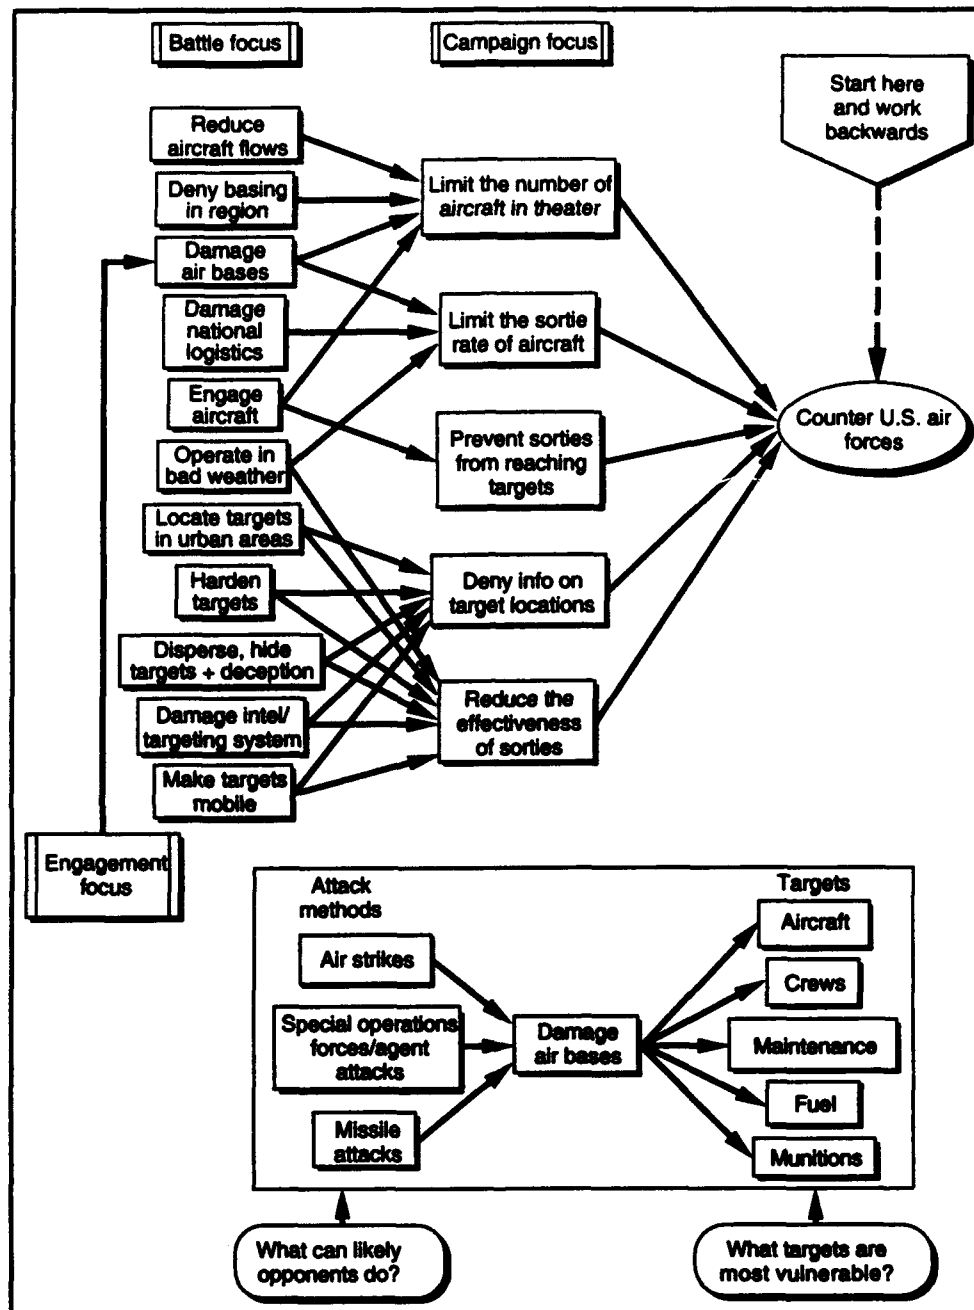 Battle focus
Campaign focus
Start here
and work
backwards
Reduce
aircraft flows
Deny basing
in region
Damage
air bases
Damage
national
logistics
Engage
aircraft
Operate in
bad weather
Locate targets
in urban areas
Harden
targets
Disperse, hide
targets + deception
Damage intel/
targeting system
Make targets
mobile
Limit the number of
aircraft in theater
Limit the sortie
rate of aircraft
Prevent sorties
from reaching
targets
Deny info on
target locations
Reduce the
effectiveness
of sorties
Counter U.S. air
forces
Engagement
focus
Attack
methods
Air strikes
Special operations
forces/agent
attacks
Missile
attacks
Damage
air bases
Targets
Aircraft
Crews
Maintenance
Fuel
Munitions
What can likely
opponents do?
What targets are
most vulnerable?